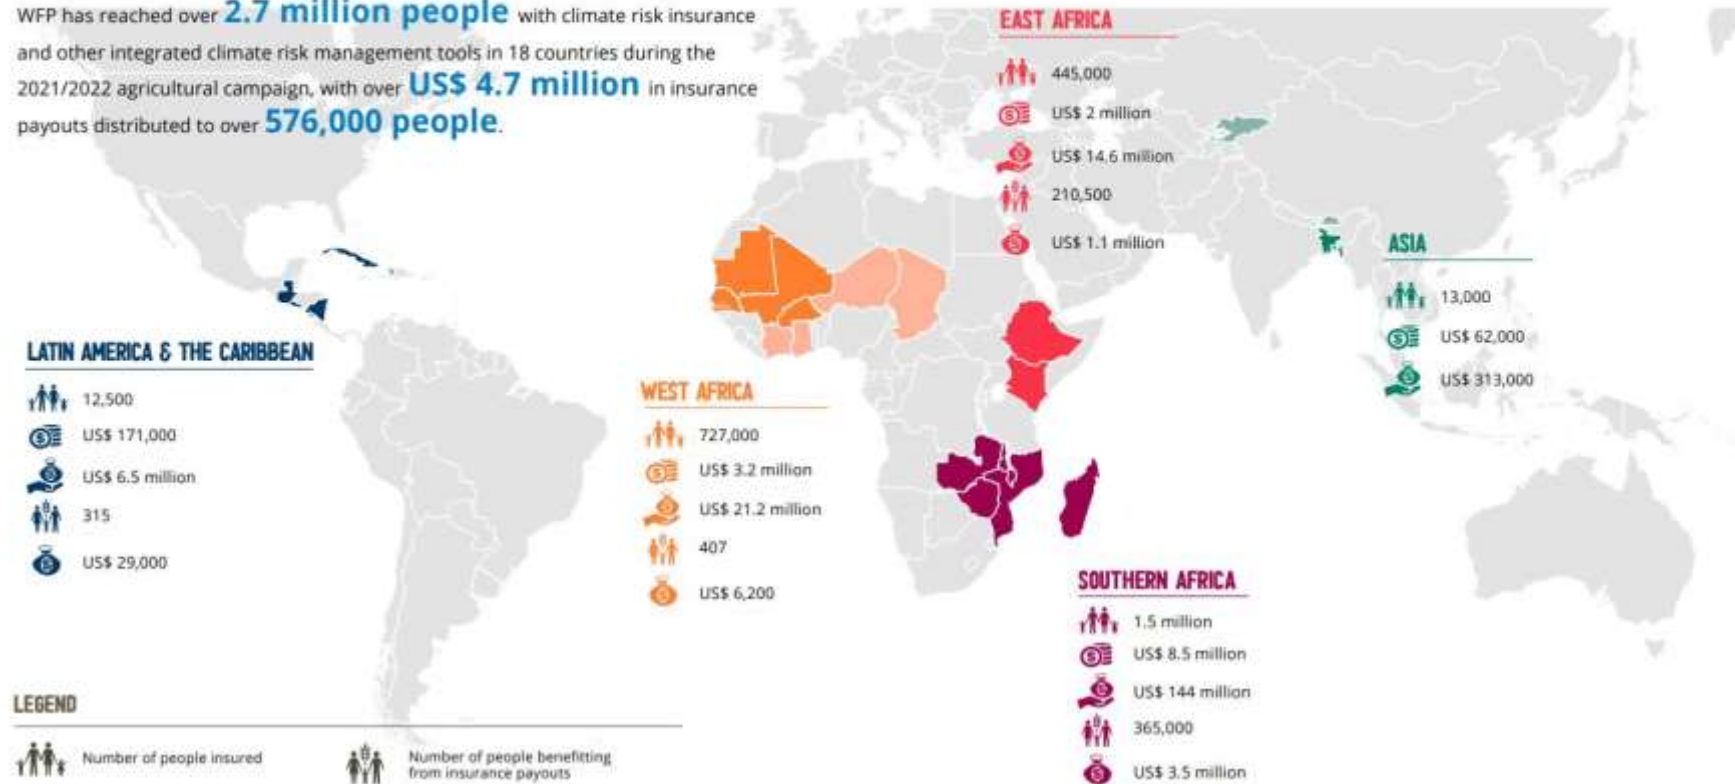 WFP has reached over 2.7 million people with climate risk insurance
and other integrated climate risk management tools in 18 countries during the
2021/2022 agricultural campaign, with over US$ 4.7 million in insurance
payouts distributed to over 576,000 people.
EAST AFRICA
445,000
US$ 2 million
US$ 14.6 million
210,500
US$ 1.1 million
ASIA
13,000
US$ 62,000
US$ 313,000
LATIN AMERICA & THE CARIBBEAN
12,500
US$ 171,000
US$ 6.5 million
315
US$ 29,000
WEST AFRICA
727,000
US$ 3.2 million
US$ 21.2 million
407
US$ 6,200
SOUTHERN AFRICA
1.5 million
US$ 8.5 million
US$ 144 million
365,000
US$ 3.5 million
LEGEND
Number of people insured
Number of people benefitting
from insurance payouts